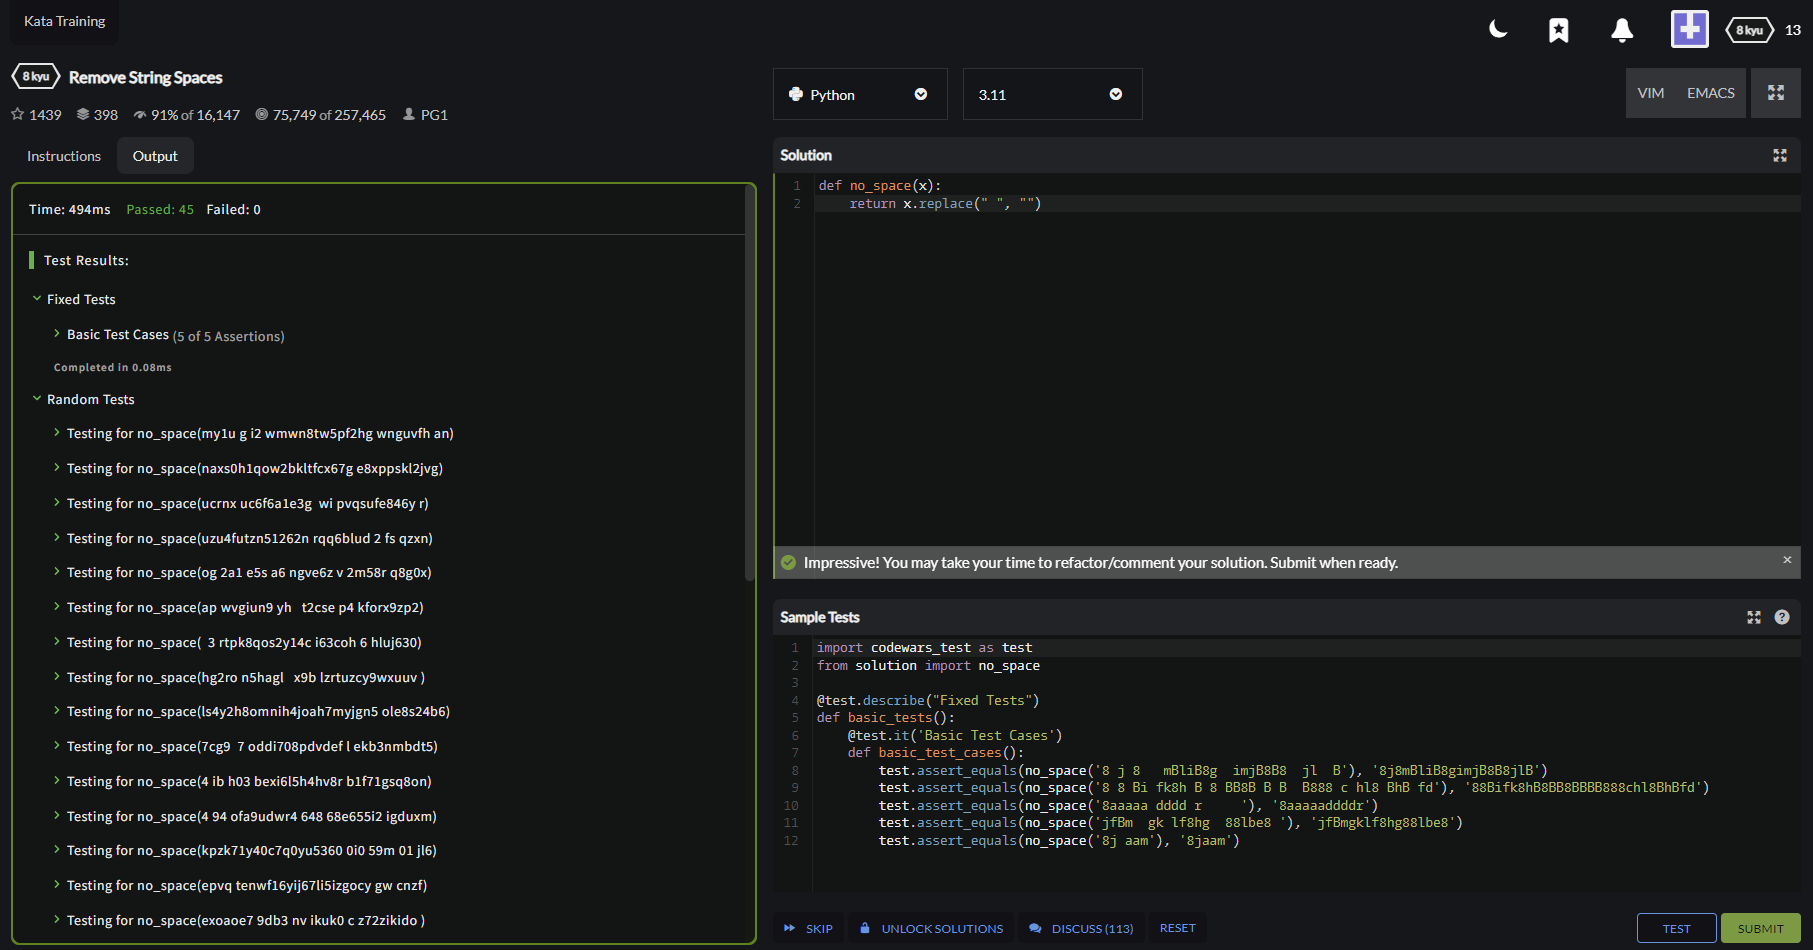 Kata Training
8 kyu 13
8 kyu Remove String Spaces
1439 398 91% of 16,147 75,749 of 257,465 PG1
Instructions Output
Time: 494ms Passed: 45 Failed: 0
Test Results:
Fixed Tests
Basic Test Cases (5 of 5 Assertions)
Completed in 0.08ms
Random Tests
Testing for no_space(my1u g i2 wmwn8tw5pf2hg wnguvfh an)
Testing for no_space(naxs0h1qow2bkltfcx67g e8xppskl2jvg)
Testing for no_space(ucrnx uc6f6a1e3g  wi pvqsufe846y r)
Testing for no_space(uzu4futzn51262n rqq6blud 2 fs qzxn)
Testing for no_space(og 2a1 e5s a6 ngve6z v 2m58r q8g0x)
Testing for no_space(ap wvgiun9 yh   t2cse p4 kforx9zp2)
Testing for no_space(  3 rtpk8qos2y14c i63coh 6 hluj630)
Testing for no_space(hg2ro n5hagl   x9b lzrtuzcy9wxuuv )
Testing for no_space(ls4y2h8omnih4joah7myjgn5 ole8s24b6)
Testing for no_space(7cg9  7 oddi708pdvdef l ekb3nmbdt5)
Testing for no_space(4 ib h03 bexi6l5h4hv8r b1f71gsq8on)
Testing for no_space(4 94 ofa9udwr4 648 68e655i2 igduxm)
Testing for no_space(kpzk71y40c7q0yu5360 0i0 59m 01 jl6)
Testing for no_space(epvq tenwf16yij67li5izgocy gw cnzf)
Testing for no_space(exoaoe7 9db3 nv ikuk0 c z72zikido )
Python 3.11 VIM EMACS
Solution
1 def no_space(x):
2     return x.replace(" ", "")
Impressive! You may take your time to refactor/comment your solution. Submit when ready. ×
Sample Tests
1 import codewars_test as test
2 from solution import no_space
3
4 @test.describe("Fixed Tests")
5 def basic_tests():
6     @test.it('Basic Test Cases')
7     def basic_test_cases():
8         test.assert_equals(no_space('8 j 8   mBliB8g  imjB8B8  jl  B'), '8j8mBliB8gimjB8B8jlB')
9         test.assert_equals(no_space('8 8 Bi fk8h B 8 BB8B B B  B888 c hl8 BhB fd'), '88Bifk8hB8BB8BBBB888chl8BhBfd')
10         test.assert_equals(no_space('8aaaaa dddd r     '), '8aaaaaddddr')
11         test.assert_equals(no_space('jfBm  gk lf8hg  88lbe8 '), 'jfBmgklf8hg88lbe8')
12         test.assert_equals(no_space('8j aam'), '8jaam')
SKIP UNLOCK SOLUTIONS DISCUSS (113) RESET TEST SUBMIT